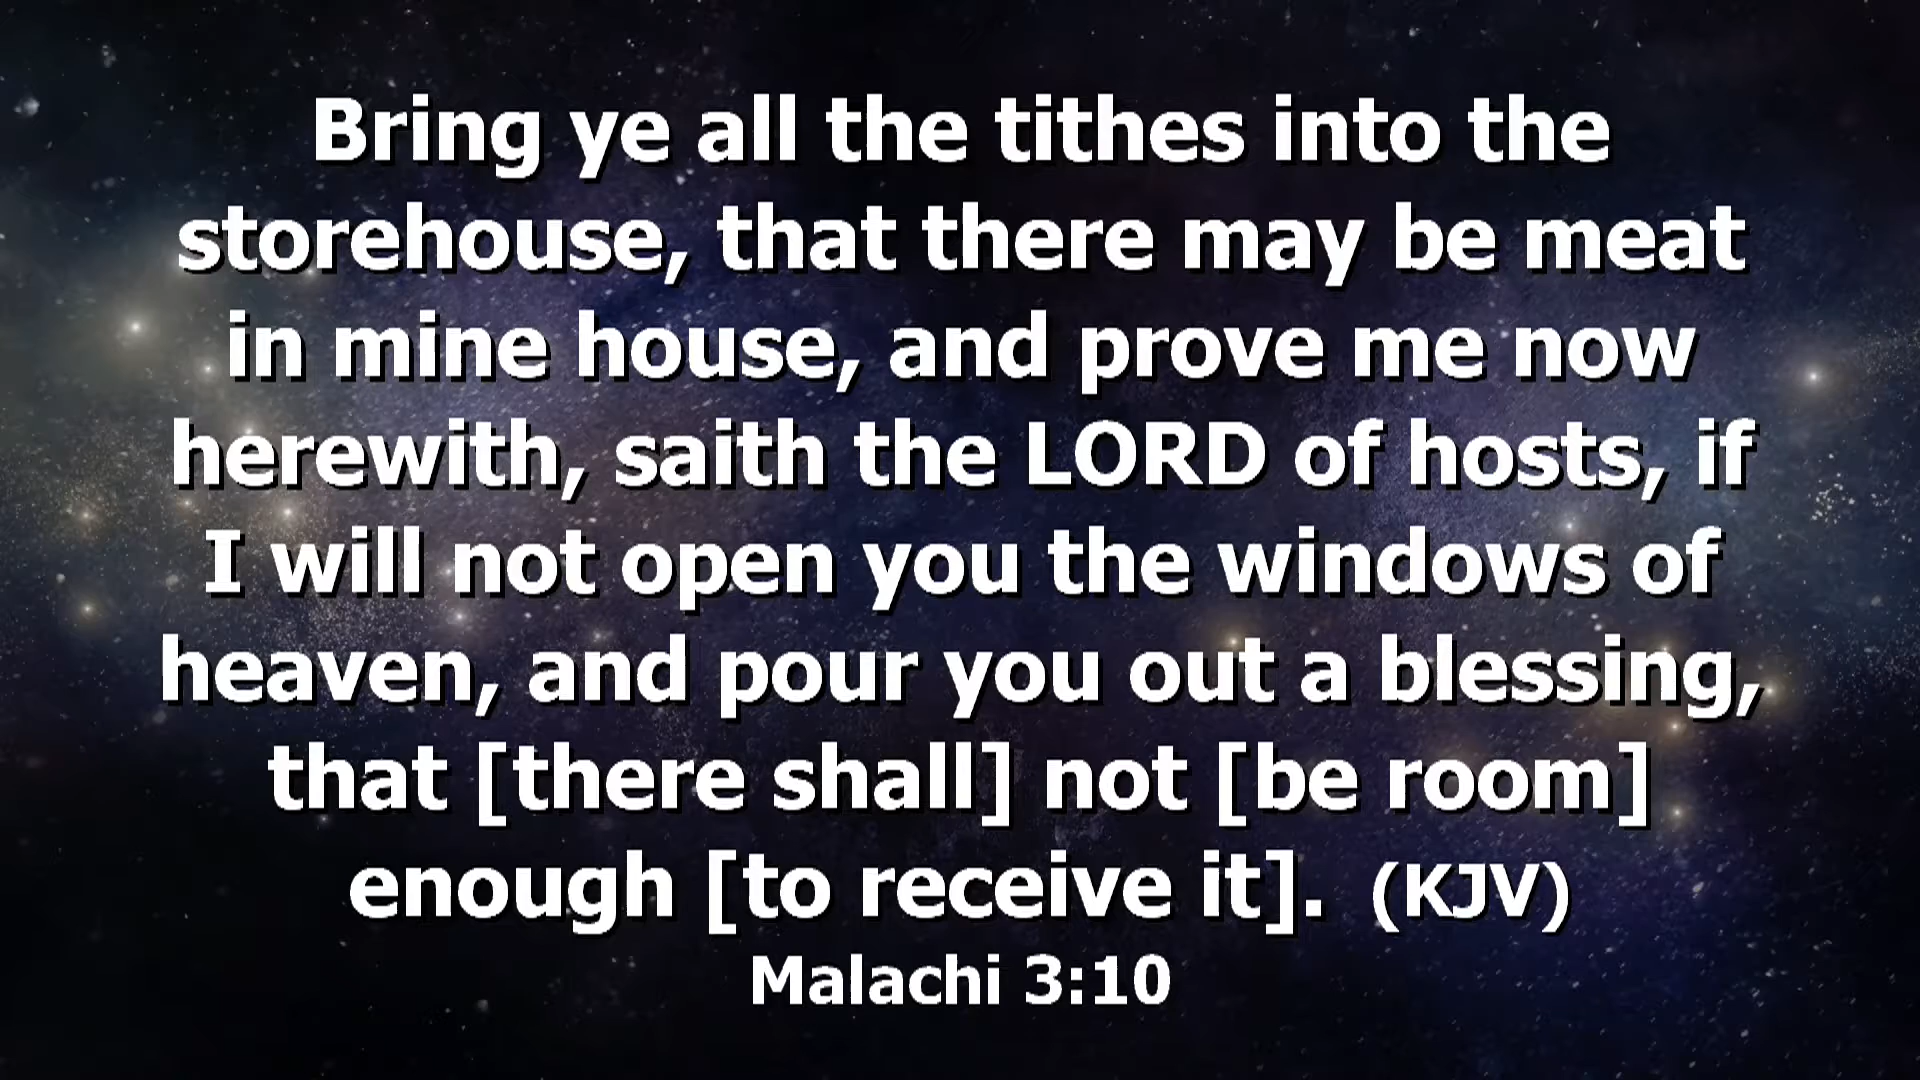 Bring ye all the tithes into the
storehouse, that there may be meat
in mine house, and prove me now
herewith, saith the LORD of hosts, if
I will not open you the windows of
heaven, and pour you out a blessing,
that [there shall] not [be room]
enough [to receive it]. (KJV)
Malachi 3:10